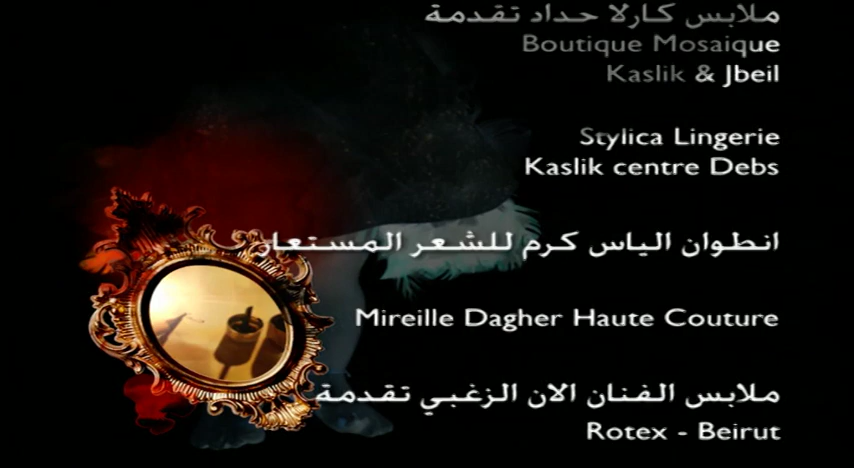 ملابس كارلا حداد تقدمة
Boutique Mosaique
Kaslik & Jbeil
Stylica Lingerie
Kaslik centre Debs
انطوان الياس كرم للشعر المستعار
Mireille Dagher Haute Couture
ملابس الفنان الان الزغبي تقدمة
Rotex - Beirut